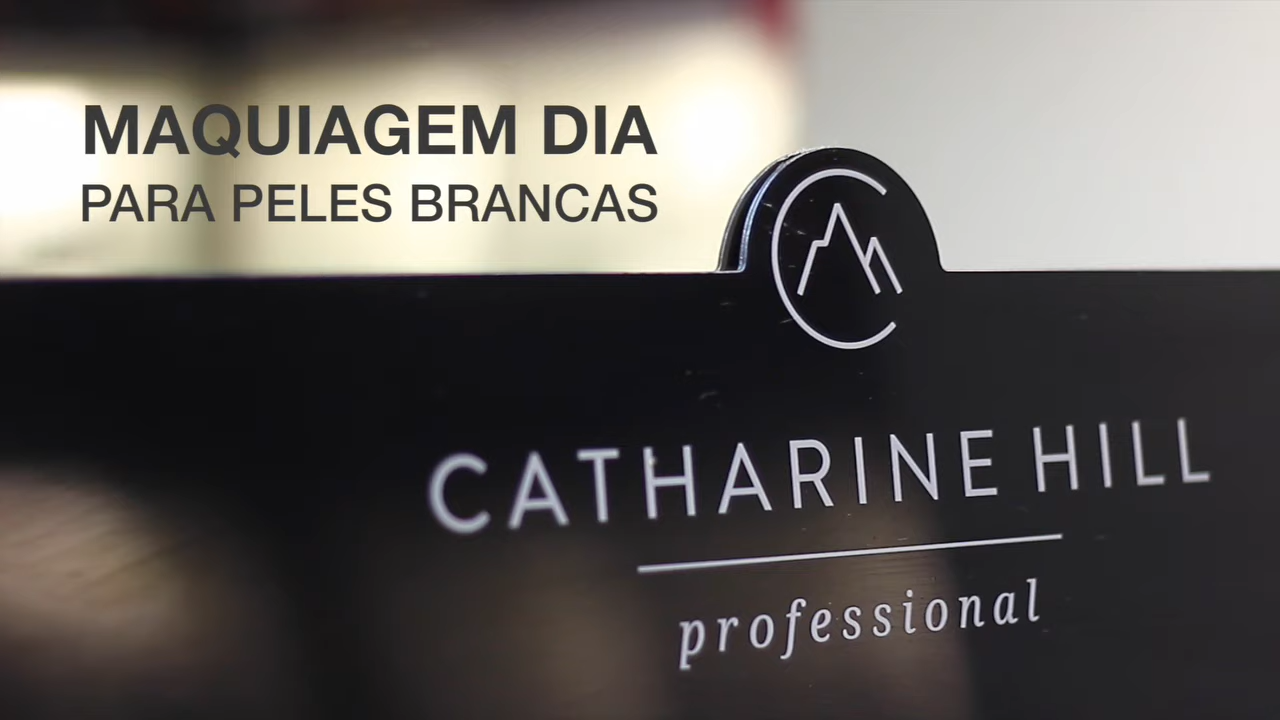 MAQUIAGEM DIA
PARA PELES BRANCAS
CATHARINE HILL
professional